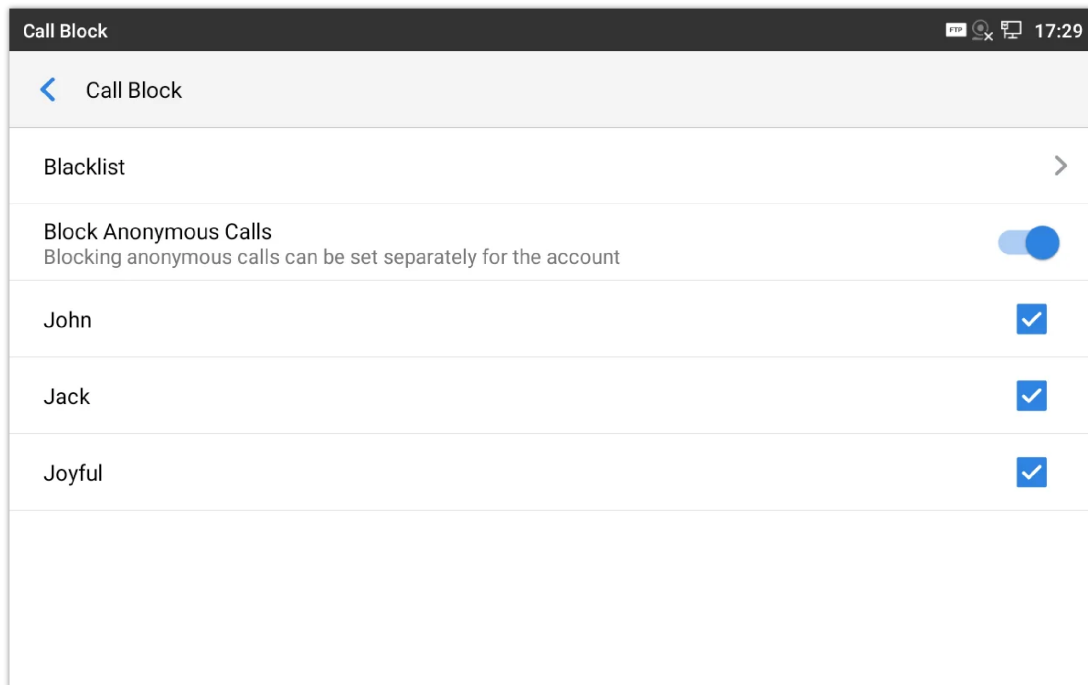 Call Block
FTP 17:29
Call Block
Blacklist
Block Anonymous Calls
Blocking anonymous calls can be set separately for the account
John
Jack
Joyful